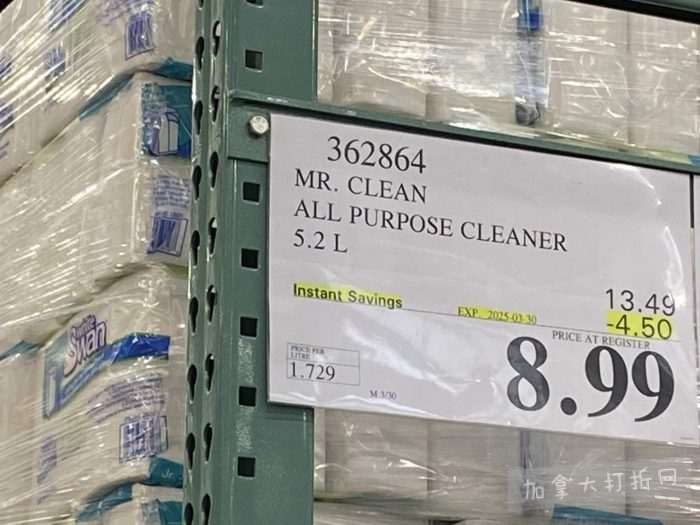 362864
MR. CLEAN
ALL PURPOSE CLEANER
5.2 L
13.49
Instant Savings EXP. 2025-03-30 -4.50
PRICE AT REGISTER
8.99
PRICE PER
LITRE
1.729
M 3/30
White
Swan
加拿大打折网